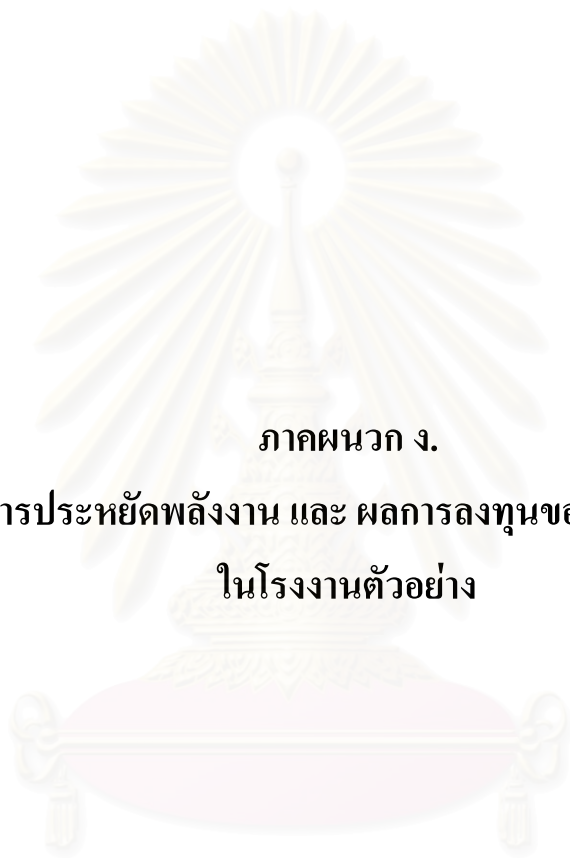 ภาคผนวก ง.
ารประหยัดพลังงาน และ ผลการลงทุนขอ
ในโรงงานตัวอย่าง